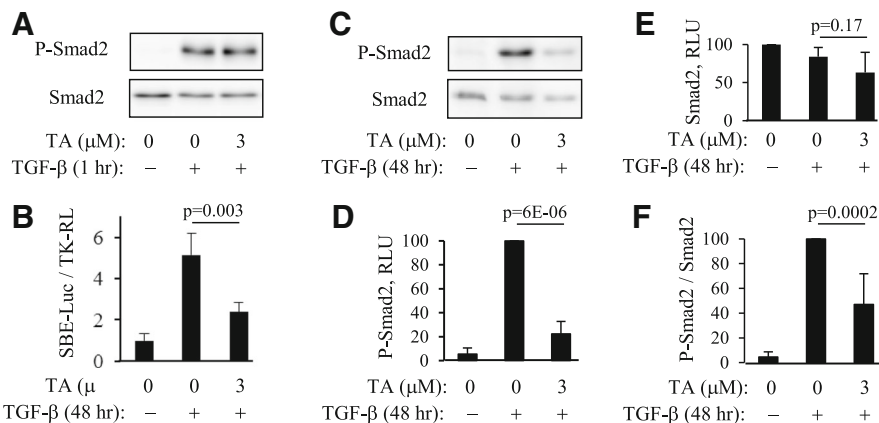 A
P-Smad2
Smad2
TA (μM): 0 0 3
TGF-β (1 hr): – + +
B
p=0.003
SBE-Luc / TK-RL
6
4
2
0
TA (μ 0 0 3
TGF-β (48 hr): – + +
C
P-Smad2
Smad2
TA (μM): 0 0 3
TGF-β (48 hr): – + +
D
p=6E-06
P-Smad2, RLU
100
80
60
40
20
0
TA (μM): 0 0 3
TGF-β (48 hr): – + +
E
p=0.17
Smad2, RLU
100
50
0
TA (μM): 0 0 3
TGF-β (48 hr): – + +
F
p=0.0002
P-Smad2 / Smad2
100
80
60
40
20
0
TA (μM): 0 0 3
TGF-β (48 hr): – + +